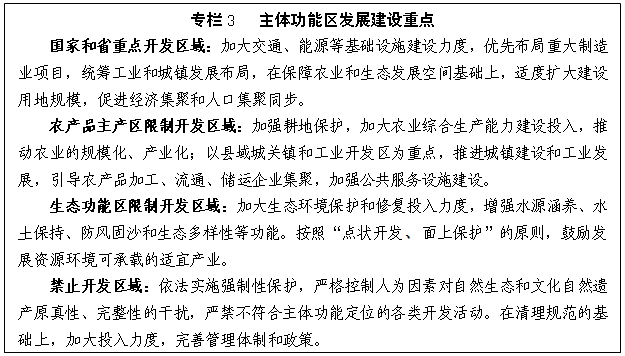 专栏3 主体功能区发展建设重点
国家和省重点开发区域：加大交通、能源等基础设施建设力度，优先布局重大制造
业项目，统筹工业和城镇发展布局，在保障农业和生态发展空间基础上，适度扩大建设
用地规模，促进经济集聚和人口集聚同步。
农产品主产区限制开发区域：加强耕地保护，加大农业综合生产能力建设投入，推
动农业的规模化、产业化；以县域城关镇和工业开发区为重点，推进城镇建设和工业发
展，引导农产品加工、流通、储运企业集聚，加强公共服务设施建设。
生态功能区限制开发区域：加大生态环境保护和修复投入力度，增强水源涵养、水
土保持、防风固沙和生态多样性等功能。按照“点状开发、面上保护”的原则，鼓励发
展资源环境可承载的适宜产业。
禁止开发区域：依法实施强制性保护，严格控制人为因素对自然生态和文化自然遗
产原真性、完整性的干扰，严禁不符合主体功能定位的各类开发活动。在清理规范的基
础上，加大投入力度，完善管理体制和政策。